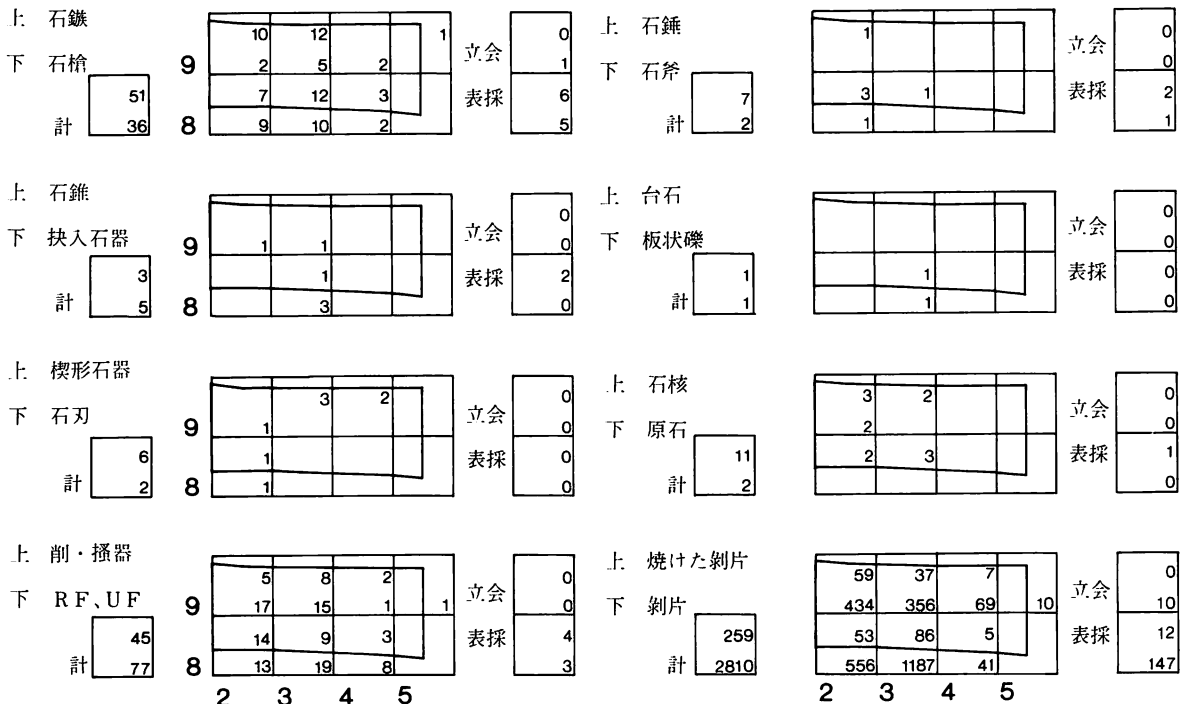 上 石鏃
10 12 1
下 石槍
9 2 5 2
立会 0 1
51
7 12 3
表採 6 5
計 36
8 9 10 2
上 石錘
1
下 石斧
立会 0 0
7
3 1
表採 2 1
計 2
1
上 石錐
下 抉入石器
9 1 1
立会 0 0
3
1
表採 2 0
計 5
8 3
上 台石
下 板状礫
立会 0 0
1
1
表採 0 0
計 1
1
上 楔形石器
3 2
下 石刃
9 1
立会 0 0
6
1
表採 0 0
計 2
8 1
上 石核
3 2
下 原石
2
立会 0 0
11
2 3
表採 1 0
計 2
上 削・掻器
5 8 2
下 RF、UF
9 17 15 1 1
立会 0 0
45
14 9 3
表採 4 3
計 77
8 13 19 8
2 3 4 5
上 焼けた剝片
59 37 7
下 剝片
434 356 69 10
立会 0 10
259
53 86 5
表採 12 147
計 2810
556 1187 41
2 3 4 5